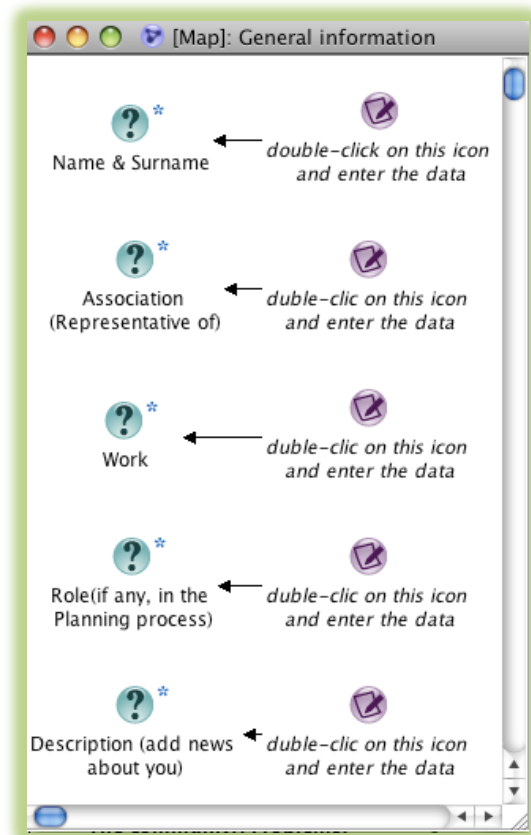 [Map]: General information
?
*
Name & Surname
double-click on this icon
and enter the data
?
*
Association
(Representative of)
duble-clic on this icon
and enter the data
?
*
Work
duble-clic on this icon
and enter the data
?
*
Role(if any, in the
Planning process)
duble-clic on this icon
and enter the data
?
*
Description (add news
about you)
duble-clic on this icon
and enter the data